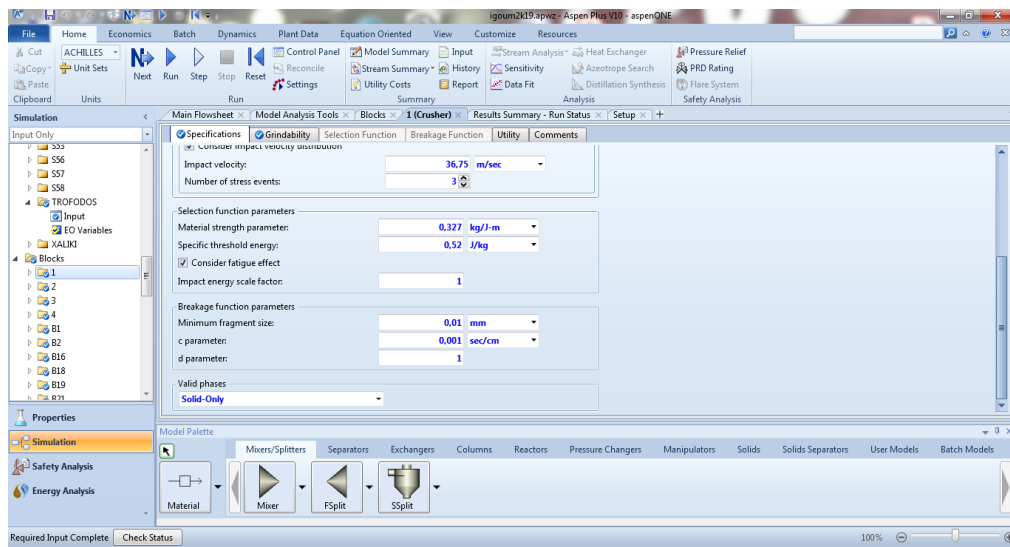 igoum2k19.apwz - Aspen Plus V10 - aspenONE
File Home Economics Batch Dynamics Plant Data Equation Oriented View Customize Resources
Cut ACHILLES Control Panel Model Summary Input Stream Analysis Heat Exchanger Pressure Relief
Copy Unit Sets Next Run Step Stop Reset Reconcile Stream Summary History Sensitivity Azeotrope Search PRD Rating
Paste Settings Utility Costs Report Data Fit Distillation Synthesis Flare System
Clipboard Units Run Summary Analysis Safety Analysis
Simulation
Main Flowsheet Model Analysis Tools Blocks 1 (Crusher) Results Summary - Run Status Setup +
Input Only
Specifications Grindability Selection Function Breakage Function Utility Comments
S55
S56
S57
S58
TROFODOS
Input
EO Variables
XALIKI
Blocks
1
2
3
4
B1
B2
B16
B18
B19
B21
Consider impact velocity distribution
Impact velocity: 36,75 m/sec
Number of stress events: 3
Selection function parameters
Material strength parameter: 0,327 kg/J-m
Specific threshold energy: 0,52 J/kg
Consider fatigue effect
Impact energy scale factor: 1
Breakage function parameters
Minimum fragment size: 0,01 mm
c parameter: 0,001 sec/cm
d parameter: 1
Valid phases
Solid-Only
Properties
Simulation
Safety Analysis
Energy Analysis
Model Palette
Mixers/Splitters Separators Exchangers Columns Reactors Pressure Changers Manipulators Solids Solids Separators User Models Batch Models
Material Mixer FSplit SSplit
Required Input Complete Check Status 100%